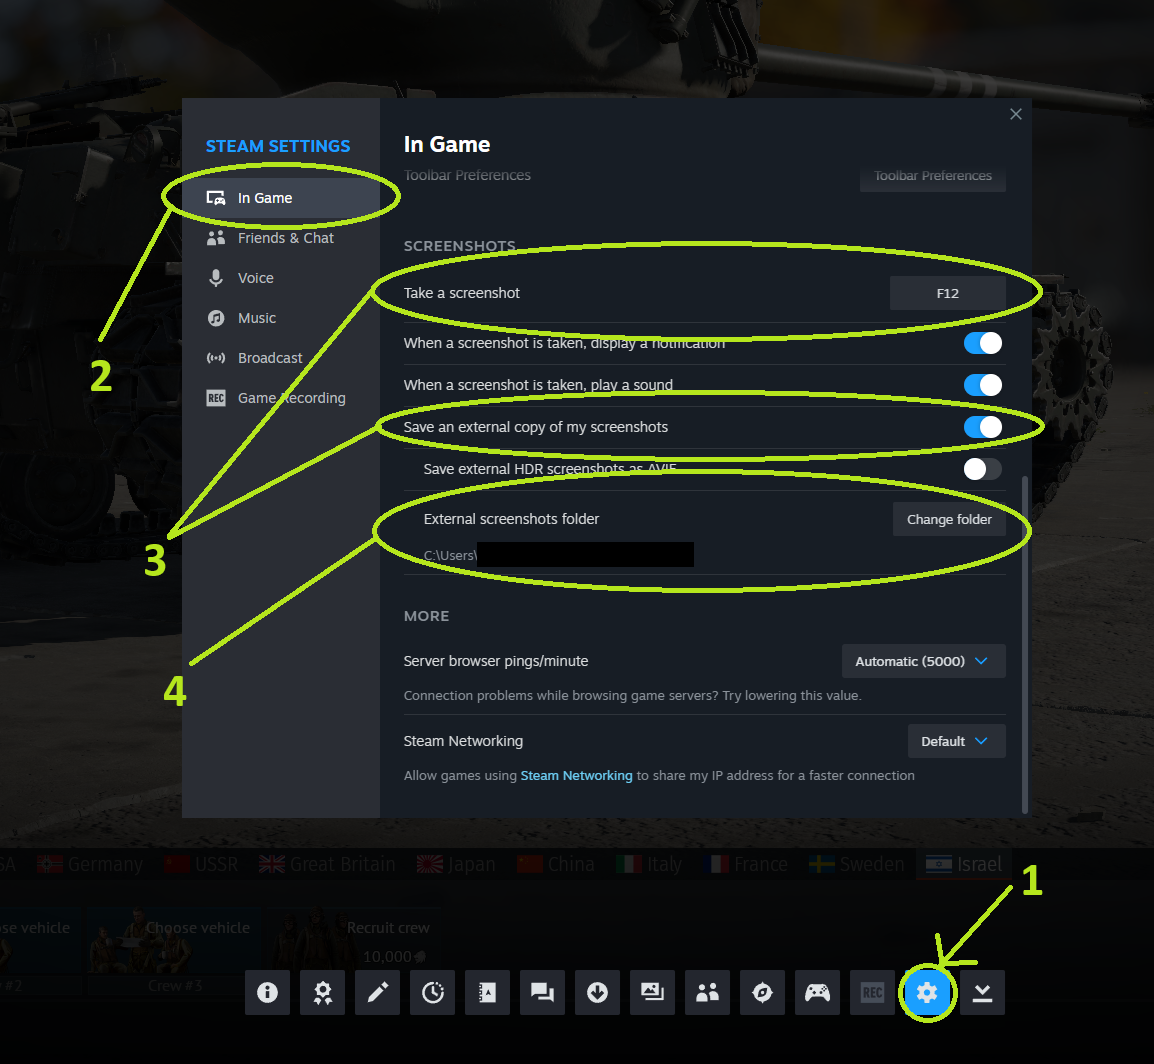 STEAM SETTINGS
In Game
Friends & Chat
Voice
Music
Broadcast
REC Game Recording
In Game
Toolbar Preferences
Toolbar Preferences
SCREENSHOTS
Take a screenshot
F12
When a screenshot is taken, display a notification
When a screenshot is taken, play a sound
Save an external copy of my screenshots
Save external HDR screenshots as AVIF
External screenshots folder
Change folder
C:\Users\
MORE
Server browser pings/minute
Automatic (5000)
Connection problems while browsing game servers? Try lowering this value.
Steam Networking
Default
Allow games using Steam Networking to share my IP address for a faster connection
2
3
4
1
Germany
USSR
Great Britain
Japan
China
Italy
France
Sweden
Israel
vehicle
Choose vehicle
Recruit crew
10,000
#2
Crew #3
REC